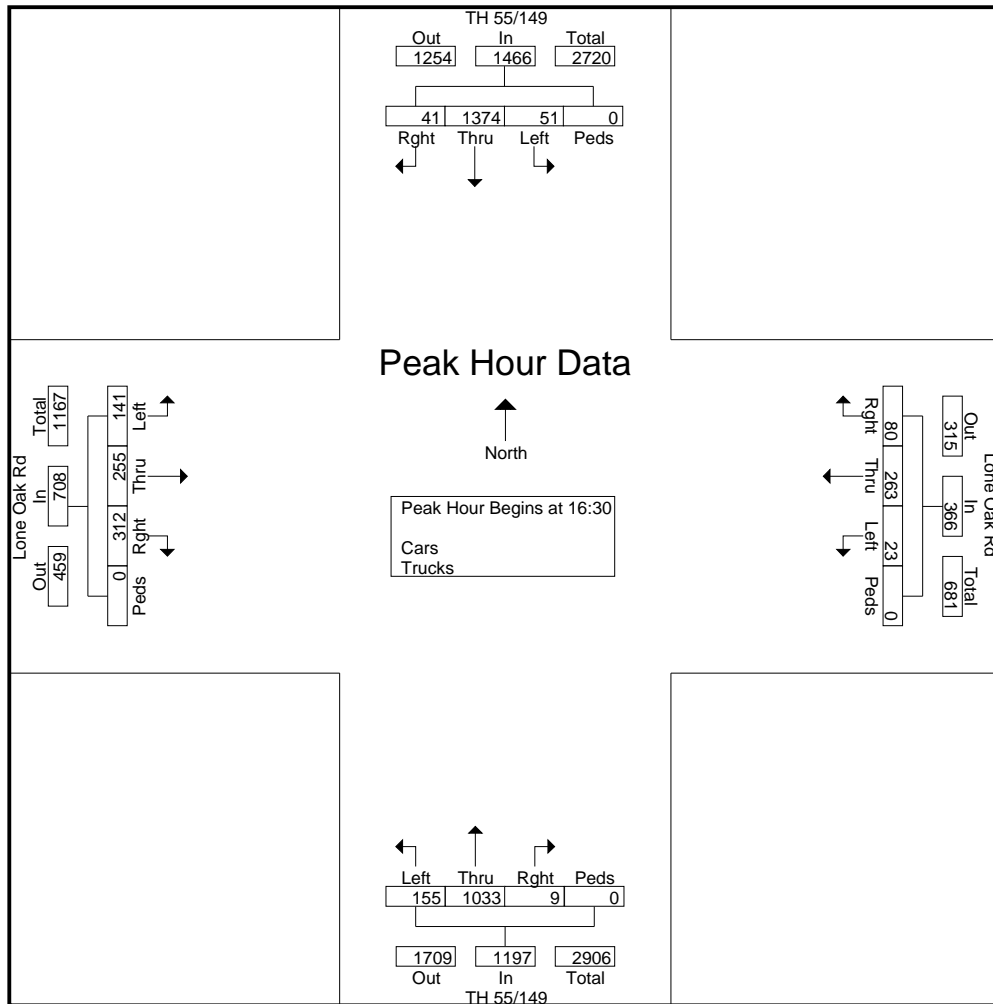 TH 55/149
Out In Total
1254 1466 2720
41 1374 51 0
Rght Thru Left Peds
Peak Hour Data
North
Peak Hour Begins at 16:30
Cars
Trucks
Lone Oak Rd
Out In Total
459 708 1167
Left Thru Rght Peds
141 255 312 0
Lone Oak Rd
Out In Total
315 366 681
Rght Thru Left Peds
80 263 23 0
Left Thru Rght Peds
155 1033 9 0
1709 1197 2906
Out In Total
TH 55/149